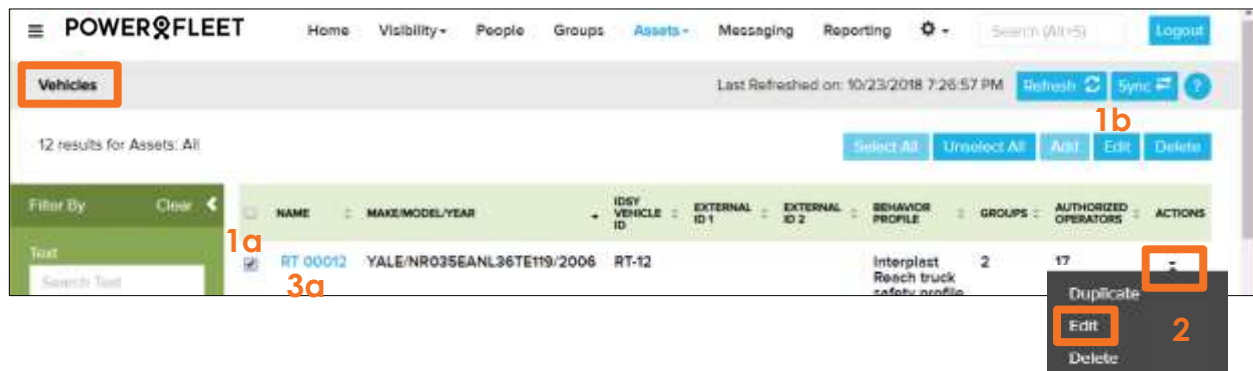 POWERFLEET Home Visibility People Groups Assets Messaging Reporting Search (Alt+S) Logout
Vehicles Last Refreshed on: 10/23/2018 7:26:57 PM Refresh Sync ?
1b
12 results for Assets: All Select All Unselect All Add Edit Delete
Filter By Clear NAME MAKE/MODEL/YEAR IDSY VEHICLE ID EXTERNAL ID 1 EXTERNAL ID 2 BEHAVIOR PROFILE GROUPS AUTHORIZED OPERATORS ACTIONS
Text 1a RT 00012 YALE/NR035EANL36TE119/2006 RT-12 Interplast 2 17
Search Text 3a Reach truck
safety profile
Duplicate
Edit 2
Delete